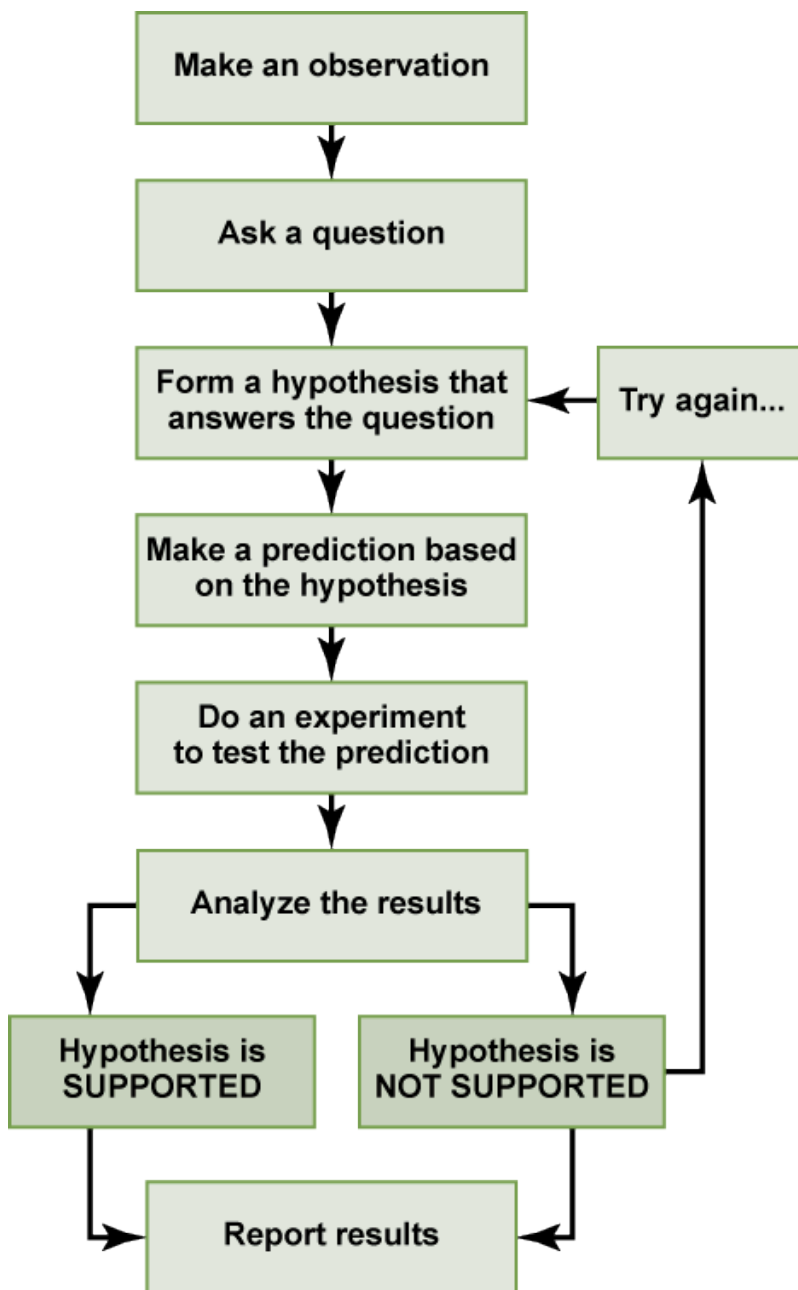 Make an observation
Ask a question
Form a hypothesis that
answers the question
Try again...
Make a prediction based
on the hypothesis
Do an experiment
to test the prediction
Analyze the results
Hypothesis is
SUPPORTED
Hypothesis is
NOT SUPPORTED
Report results